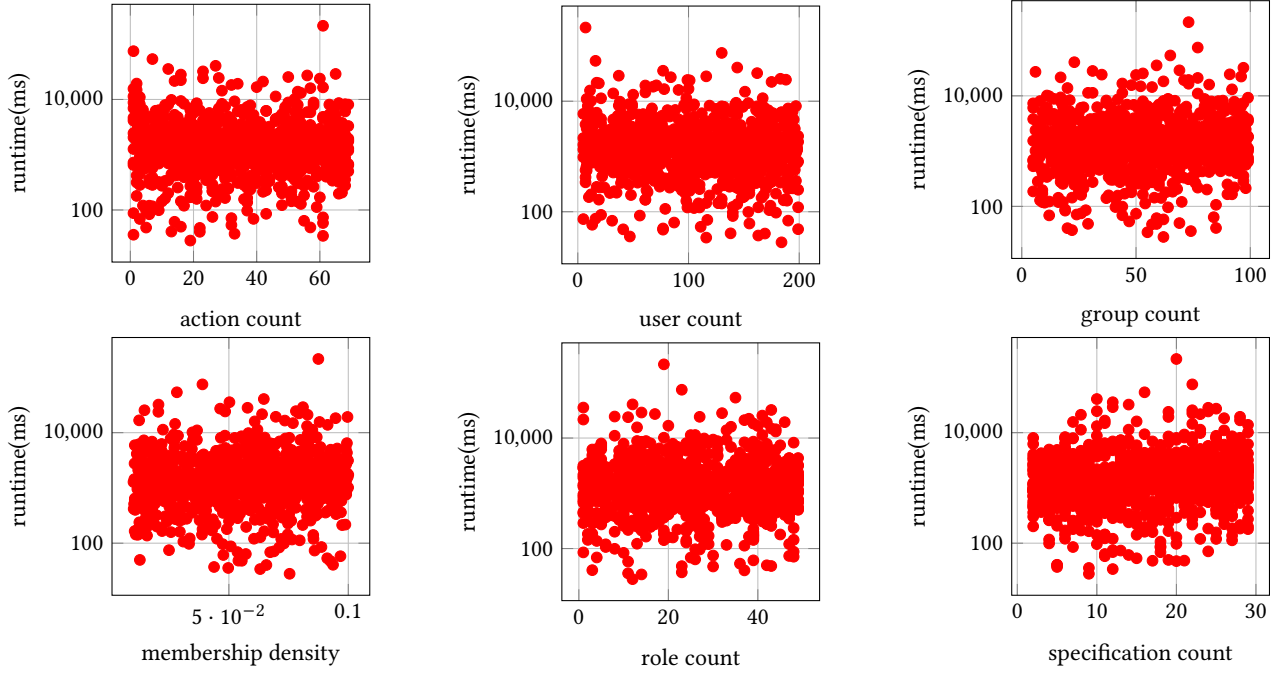 runtime(ms)
10,000
100
0
20
40
60
action count
runtime(ms)
10,000
100
0
100
200
user count
runtime(ms)
10,000
100
0
50
100
group count
runtime(ms)
10,000
100
5 · 10−2
0.1
membership density
runtime(ms)
10,000
100
0
20
40
role count
runtime(ms)
10,000
100
0
10
20
30
specification count